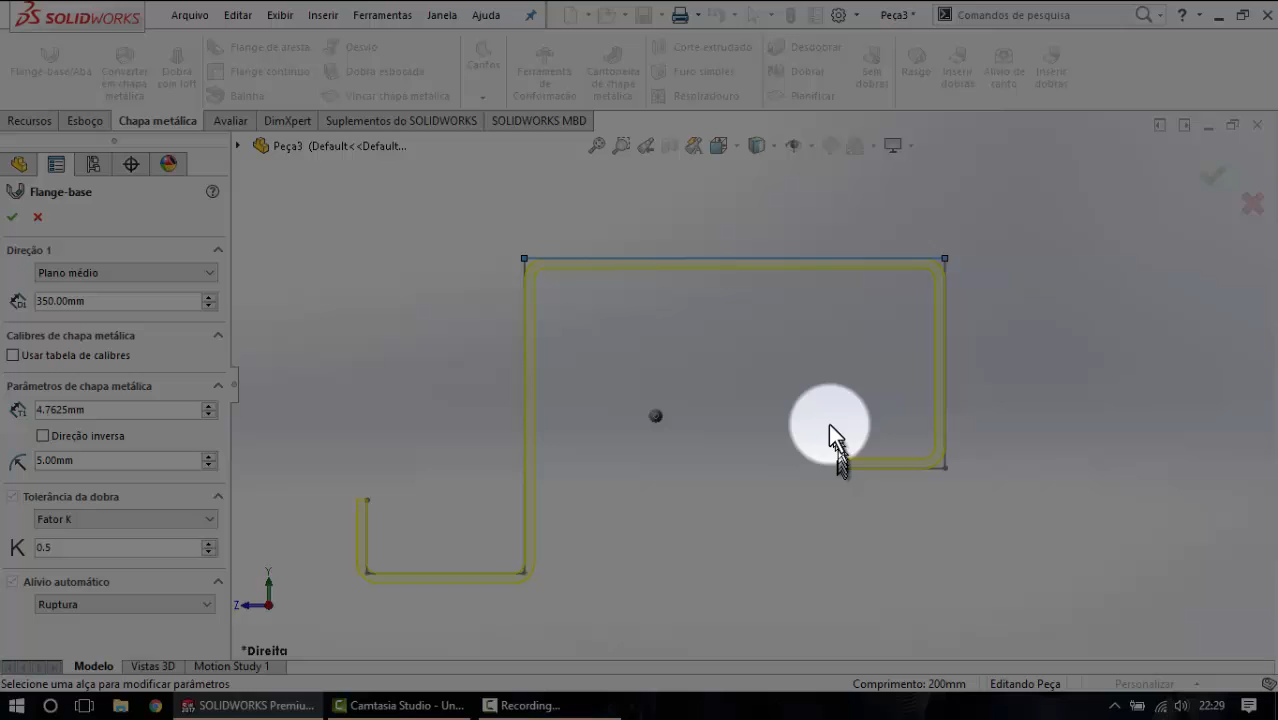 SOLIDWORKS
Arquivo Editar Exibir Inserir Ferramentas Janela Ajuda
Peça3 *
Comandos de pesquisa
Flange-base/Aba
Converter em chapa metálica
Dobra com loft
Flange de aresta
Flange contínuo
Bainha
Desvio
Dobra esboçada
Vincar chapa metálica
Cantos
Ferramenta de Conformação
Cantoneira de chapa metálica
Corte-extrudado
Furo simples
Respiradouro
Desdobrar
Dobrar
Planificar
Sem dobras
Rasgo
Inserir dobras
Alívio de canto
Inserir dobras
Recursos Esboço Chapa metálica Avaliar DimXpert Suplementos do SOLIDWORKS SOLIDWORKS MBD
Peça3 (Default<<Default...
Flange-base
Direção 1
Plano médio
350.00mm
Calibres de chapa metálica
Usar tabela de calibres
Parâmetros de chapa metálica
4.7625mm
Direção inversa
5.00mm
Tolerância da dobra
Fator K
K 0.5
Alívio automático
Ruptura
Y
Z
*Direita
Modelo Vistas 3D Motion Study 1
Selecione uma alça para modificar parâmetros
Comprimento: 200mm Editando Peça Personalizar
SOLIDWORKS Premiu... Camtasia Studio - Un... Recording... 22:29